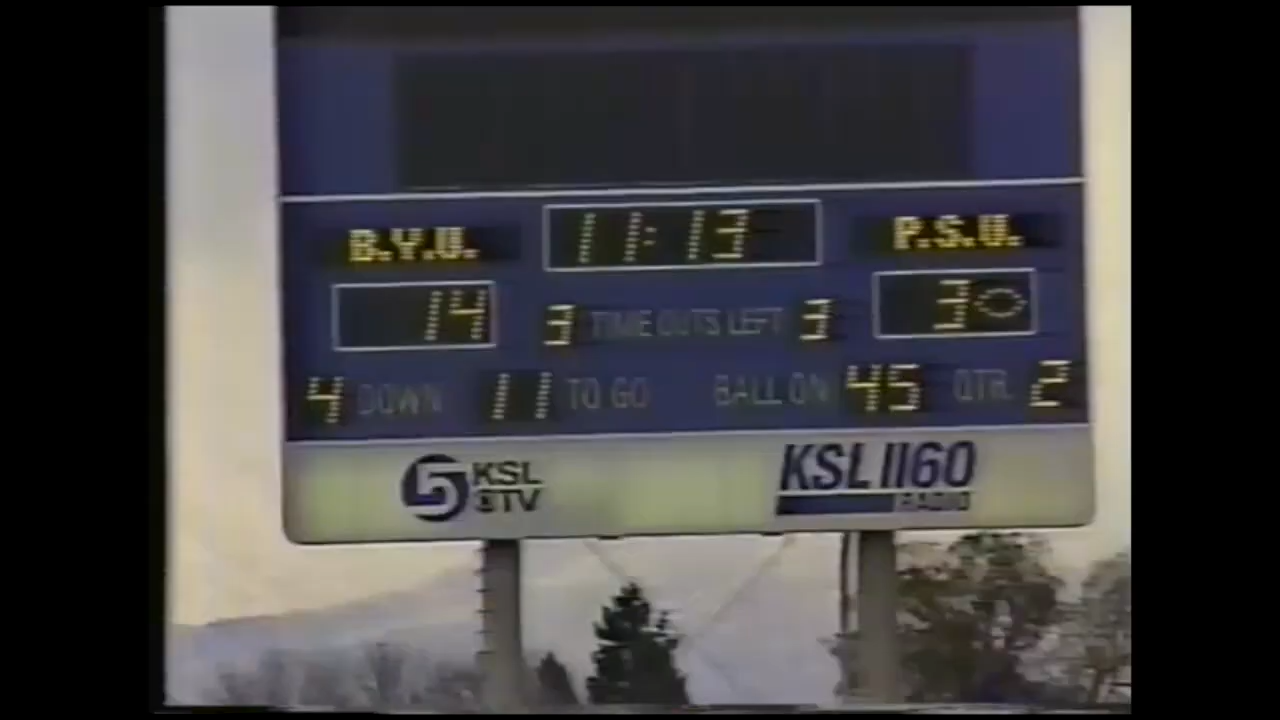 B.Y.U. 11:13 P.S.U.
14 3 TIME OUTS LEFT 3 3
4 DOWN 11 TO GO BALL ON 45 QTR. 2
5 KSL TV KSL 1160
RADIO